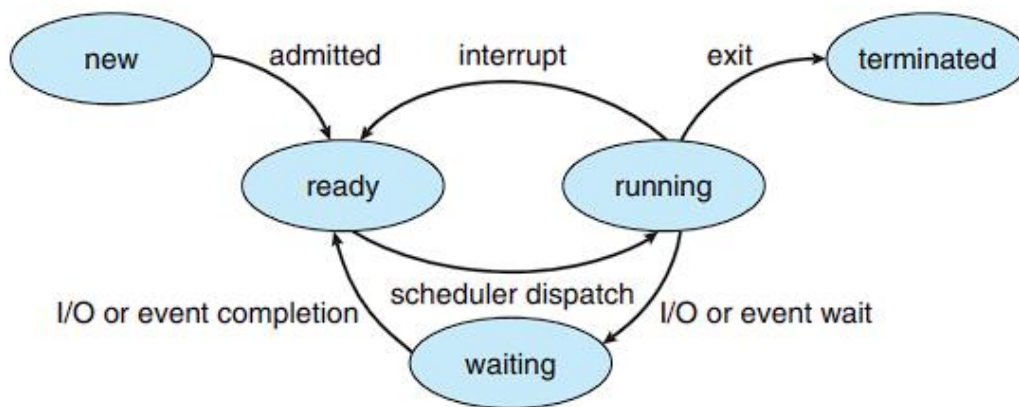 new
admitted
interrupt
exit
terminated
ready
running
I/O or event completion
scheduler dispatch
I/O or event wait
waiting